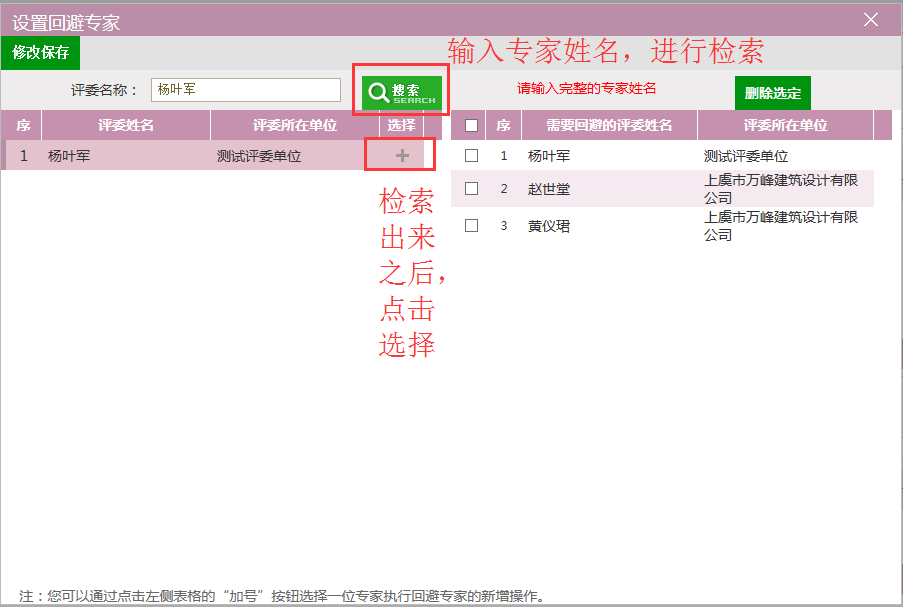 设置回避专家
修改保存
输入专家姓名，进行检索
评委名称：
杨叶军
搜索
SEARCH
请输入完整的专家姓名
删除选定
序 评委姓名 评委所在单位 选择
1 杨叶军 测试评委单位 +
检索
出来
之后，
点击
选择
序 需要回避的评委姓名 评委所在单位
1 杨叶军 测试评委单位
2 赵世堂 上虞市万峰建筑设计有限
公司
3 黄仪珺 上虞市万峰建筑设计有限
公司
注：您可以通过点击左侧表格的“加号”按钮选择一位专家执行回避专家的新增操作。